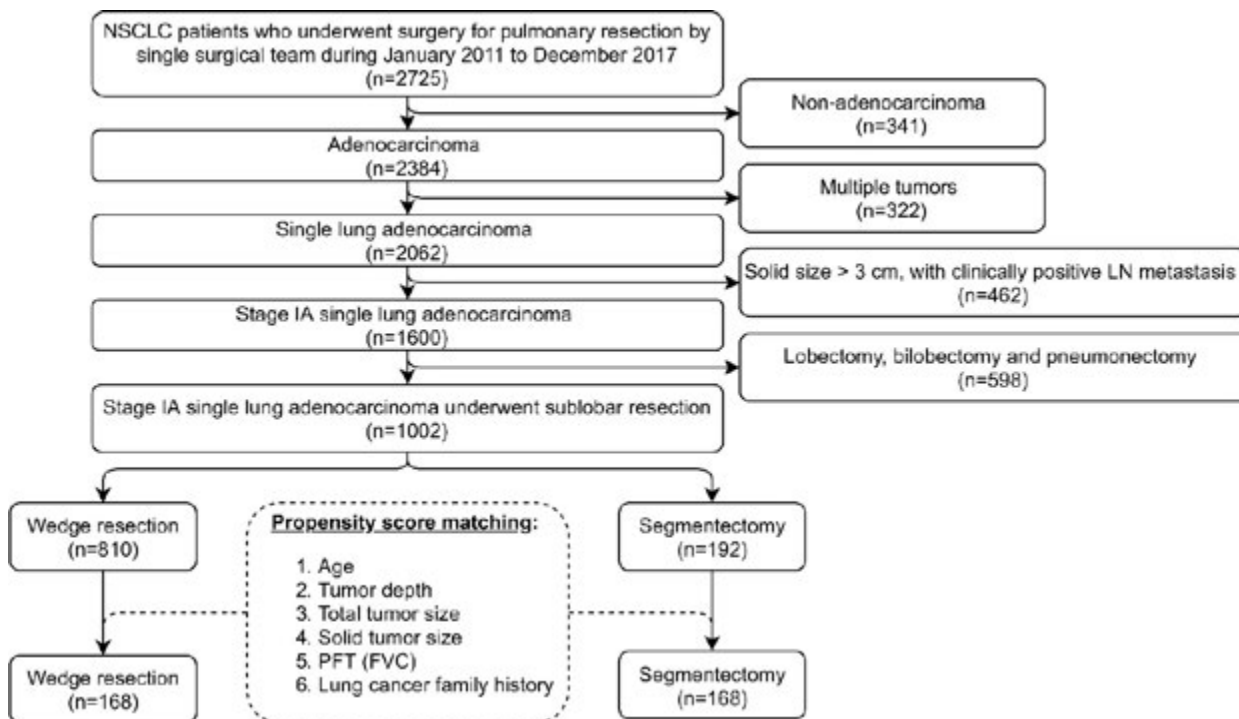 NSCLC patients who underwent surgery for pulmonary resection by
single surgical team during January 2011 to December 2017
(n=2725)
Non-adenocarcinoma
(n=341)
Adenocarcinoma
(n=2384)
Multiple tumors
(n=322)
Single lung adenocarcinoma
(n=2062)
Solid size > 3 cm, with clinically positive LN metastasis
(n=462)
Stage IA single lung adenocarcinoma
(n=1600)
Lobectomy, bilobectomy and pneumonectomy
(n=598)
Stage IA single lung adenocarcinoma underwent sublobar resection
(n=1002)
Wedge resection
(n=810)
Propensity score matching:
1. Age
2. Tumor depth
3. Total tumor size
4. Solid tumor size
5. PFT (FVC)
6. Lung cancer family history
Segmentectomy
(n=192)
Wedge resection
(n=168)
Segmentectomy
(n=168)